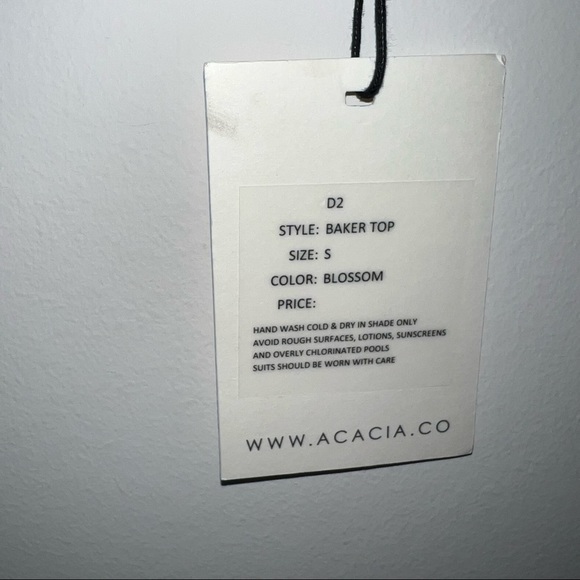 D2
STYLE: BAKER TOP
SIZE: S
COLOR: BLOSSOM
PRICE:
HAND WASH COLD & DRY IN SHADE ONLY
AVOID ROUGH SURFACES, LOTIONS, SUNSCREENS
AND OVERLY CHLORINATED POOLS
SUITS SHOULD BE WORN WITH CARE
WWW.ACACIA.CO